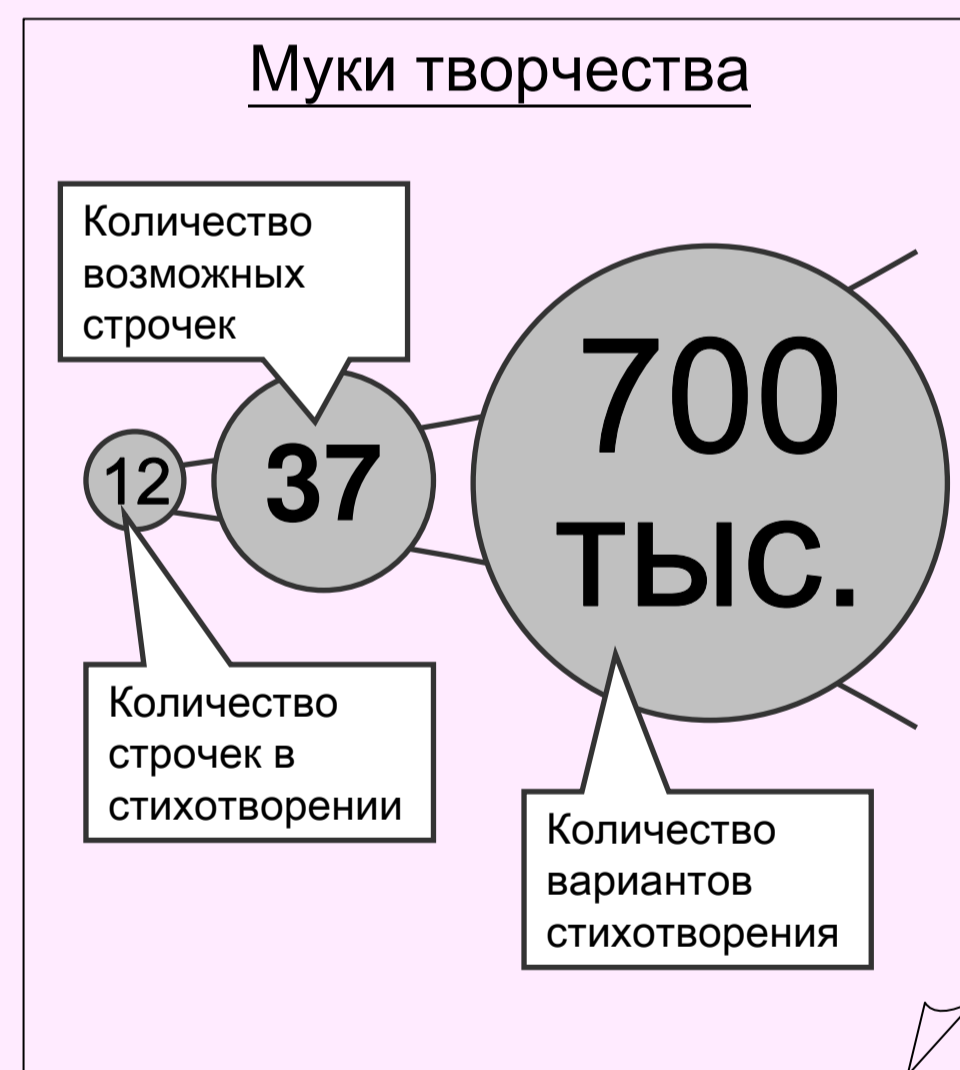 Муки творчества
Количество
возможных
строчек
12
37
700
тыс.
Количество
строчек в
стихотворении
Количество
вариантов
стихотворения